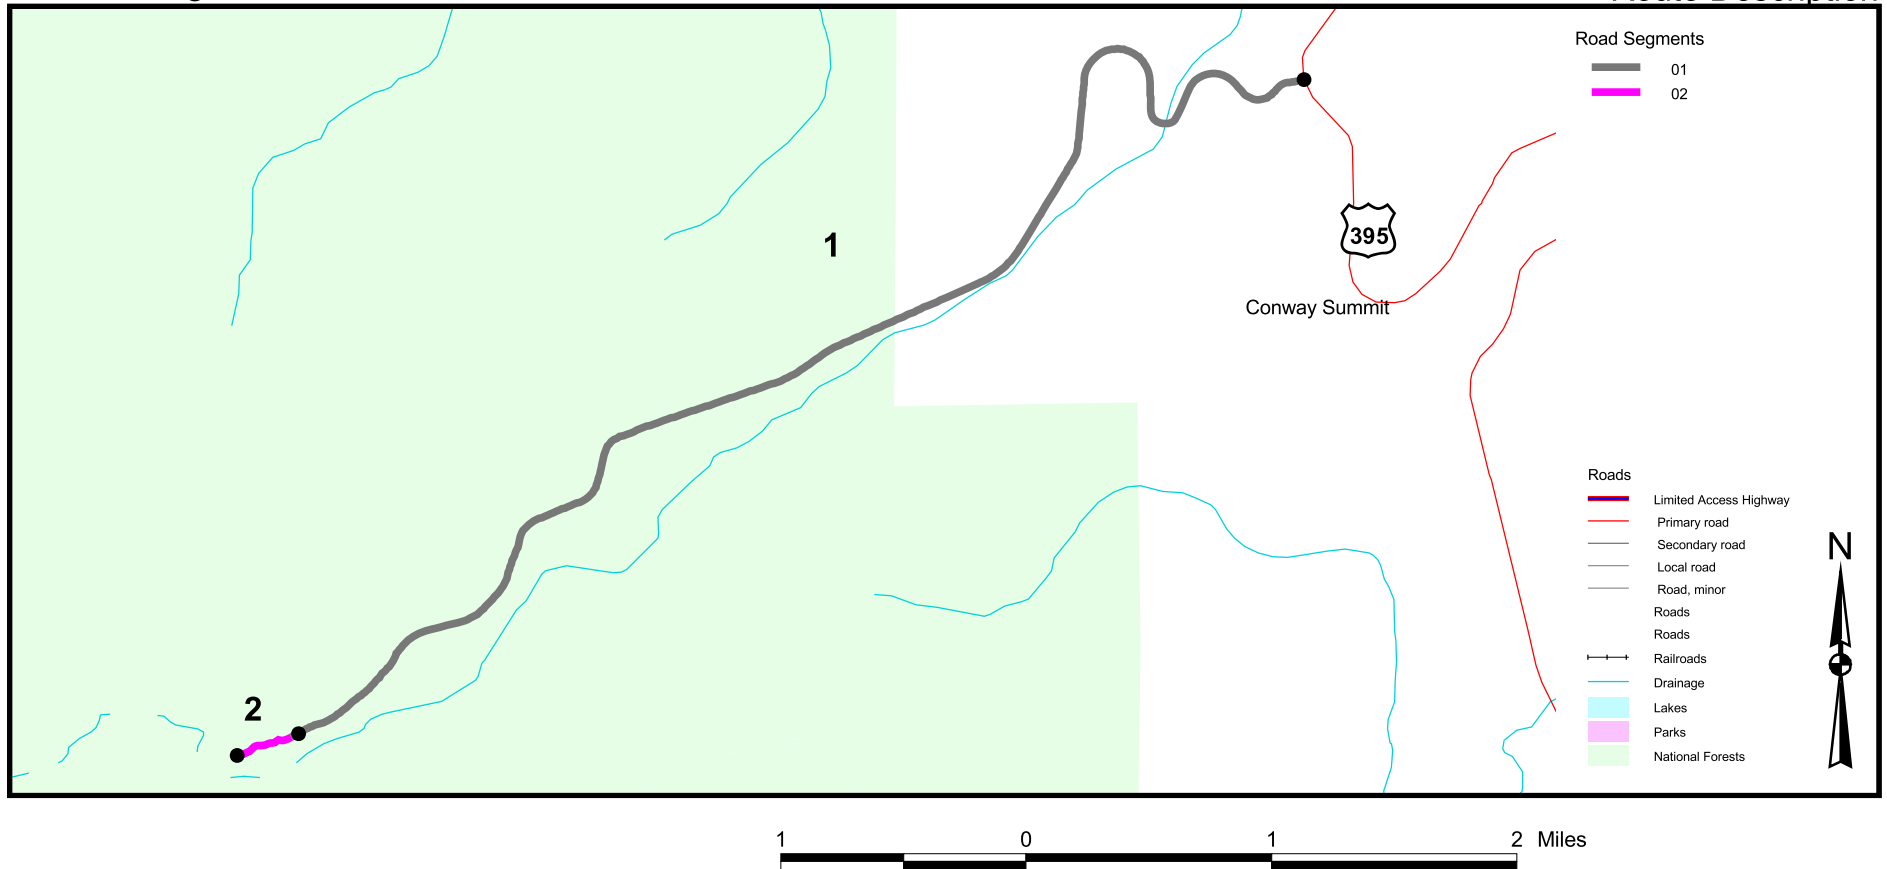 Road Segments
01
02
1
395
Conway Summit
Roads
Limited Access Highway
Primary road
Secondary road
Local road
Road, minor
Roads
Roads
Railroads
Drainage
Lakes
Parks
National Forests
N
2
1 0 1 2 Miles